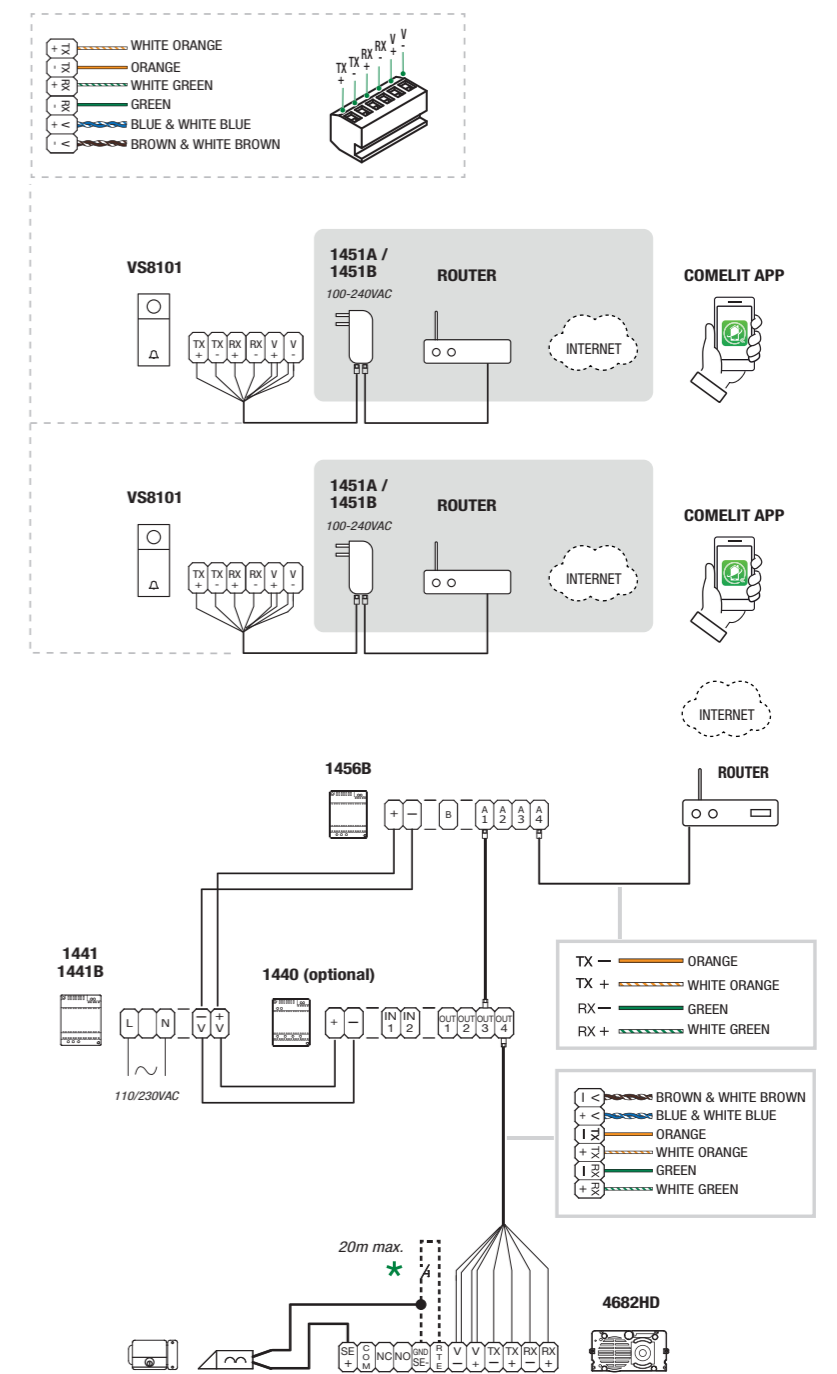 TX + WHITE ORANGE
TX - ORANGE
RX + WHITE GREEN
RX - GREEN
V + BLUE & WHITE BLUE
V - BROWN & WHITE BROWN
TX + TX - RX + RX - V + V -
VS8101
1451A /
1451B
100-240VAC
ROUTER
INTERNET
COMELIT APP
TX + TX - RX + RX - V + V -
VS8101
1451A /
1451B
100-240VAC
ROUTER
INTERNET
COMELIT APP
TX + TX - RX + RX - V + V -
INTERNET
ROUTER
1456B
+ — B A1 A2 A3 A4
TX — ORANGE
TX + WHITE ORANGE
RX — GREEN
RX + WHITE GREEN
1441
1441B
L N — V + V
110/230VAC
1440 (optional)
+ — IN 1 IN 2 OUT 1 OUT 2 OUT 3 OUT 4
V — BROWN & WHITE BROWN
V + BLUE & WHITE BLUE
TX — ORANGE
TX + WHITE ORANGE
RX — GREEN
RX + WHITE GREEN
20m max.
*
4682HD
SE + COM NC NO GND SE- RTE V — V + TX — TX + RX — RX +